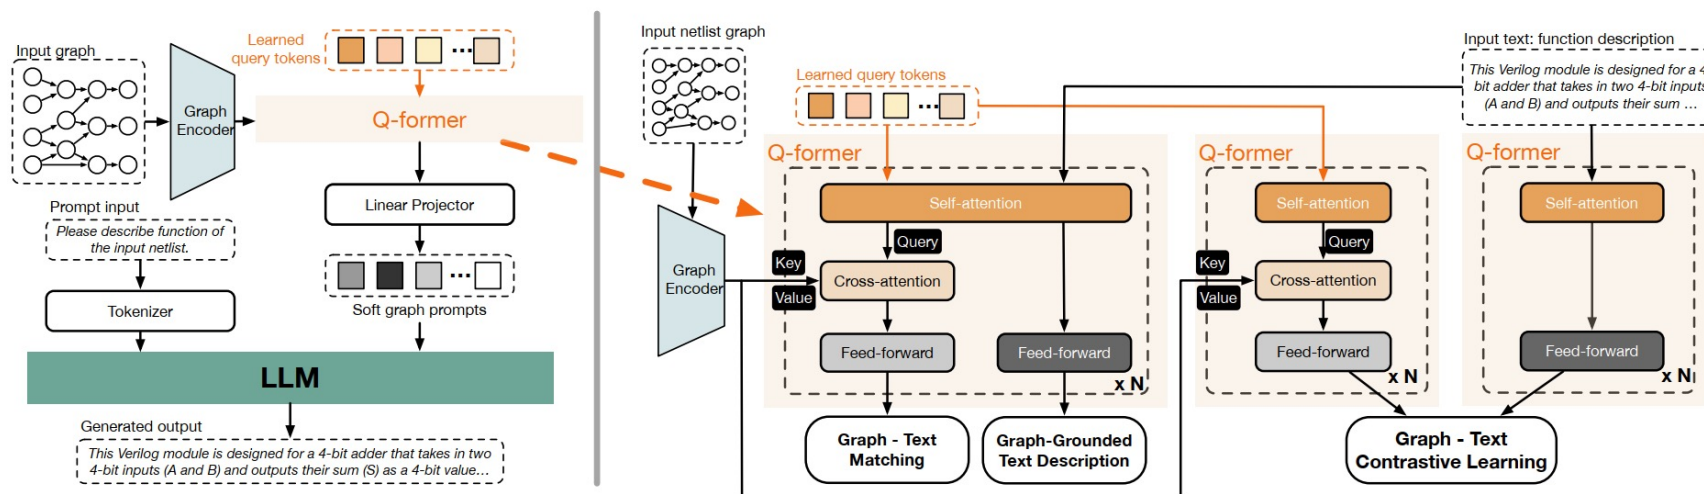 Input graph
Graph
Encoder
Learned
query tokens
...
Q-former
Linear Projector
...
Soft graph prompts
Prompt input
Please describe function of
the input netlist.
Tokenizer
LLM
Generated output
This Verilog module is designed for a 4-bit adder that takes in two
4-bit inputs (A and B) and outputs their sum (S) as a 4-bit value…
Input netlist graph
Graph
Encoder
Learned query tokens
...
Input text: function description
This Verilog module is designed for a 4-
bit adder that takes in two 4-bit inputs
(A and B) and outputs their sum …
Q-former
Self-attention
Query
Key
Value
Cross-attention
Feed-forward
Feed-forward
x N
Graph - Text
Matching
Graph-Grounded
Text Description
Q-former
Self-attention
Query
Key
Value
Cross-attention
Feed-forward
x N
Q-former
Self-attention
Feed-forward
x N
Graph - Text
Contrastive Learning